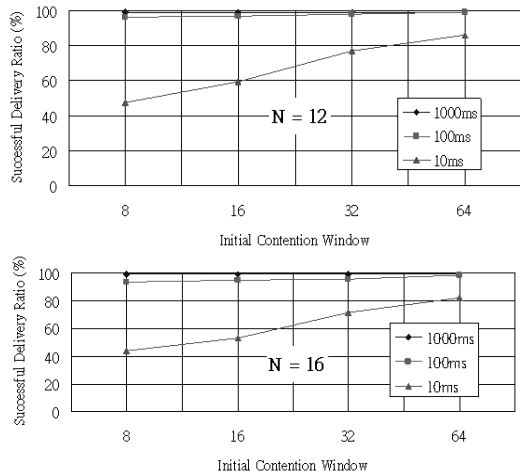 Successful Delivery Ratio (%)
100
80
60
40
20
0
N = 12
1000ms
100ms
10ms
8 16 32 64
Initial Contention Window
Successful Delivery Ratio (%)
100
80
60
40
20
0
N = 16
1000ms
100ms
10ms
8 16 32 64
Initial Contention Window